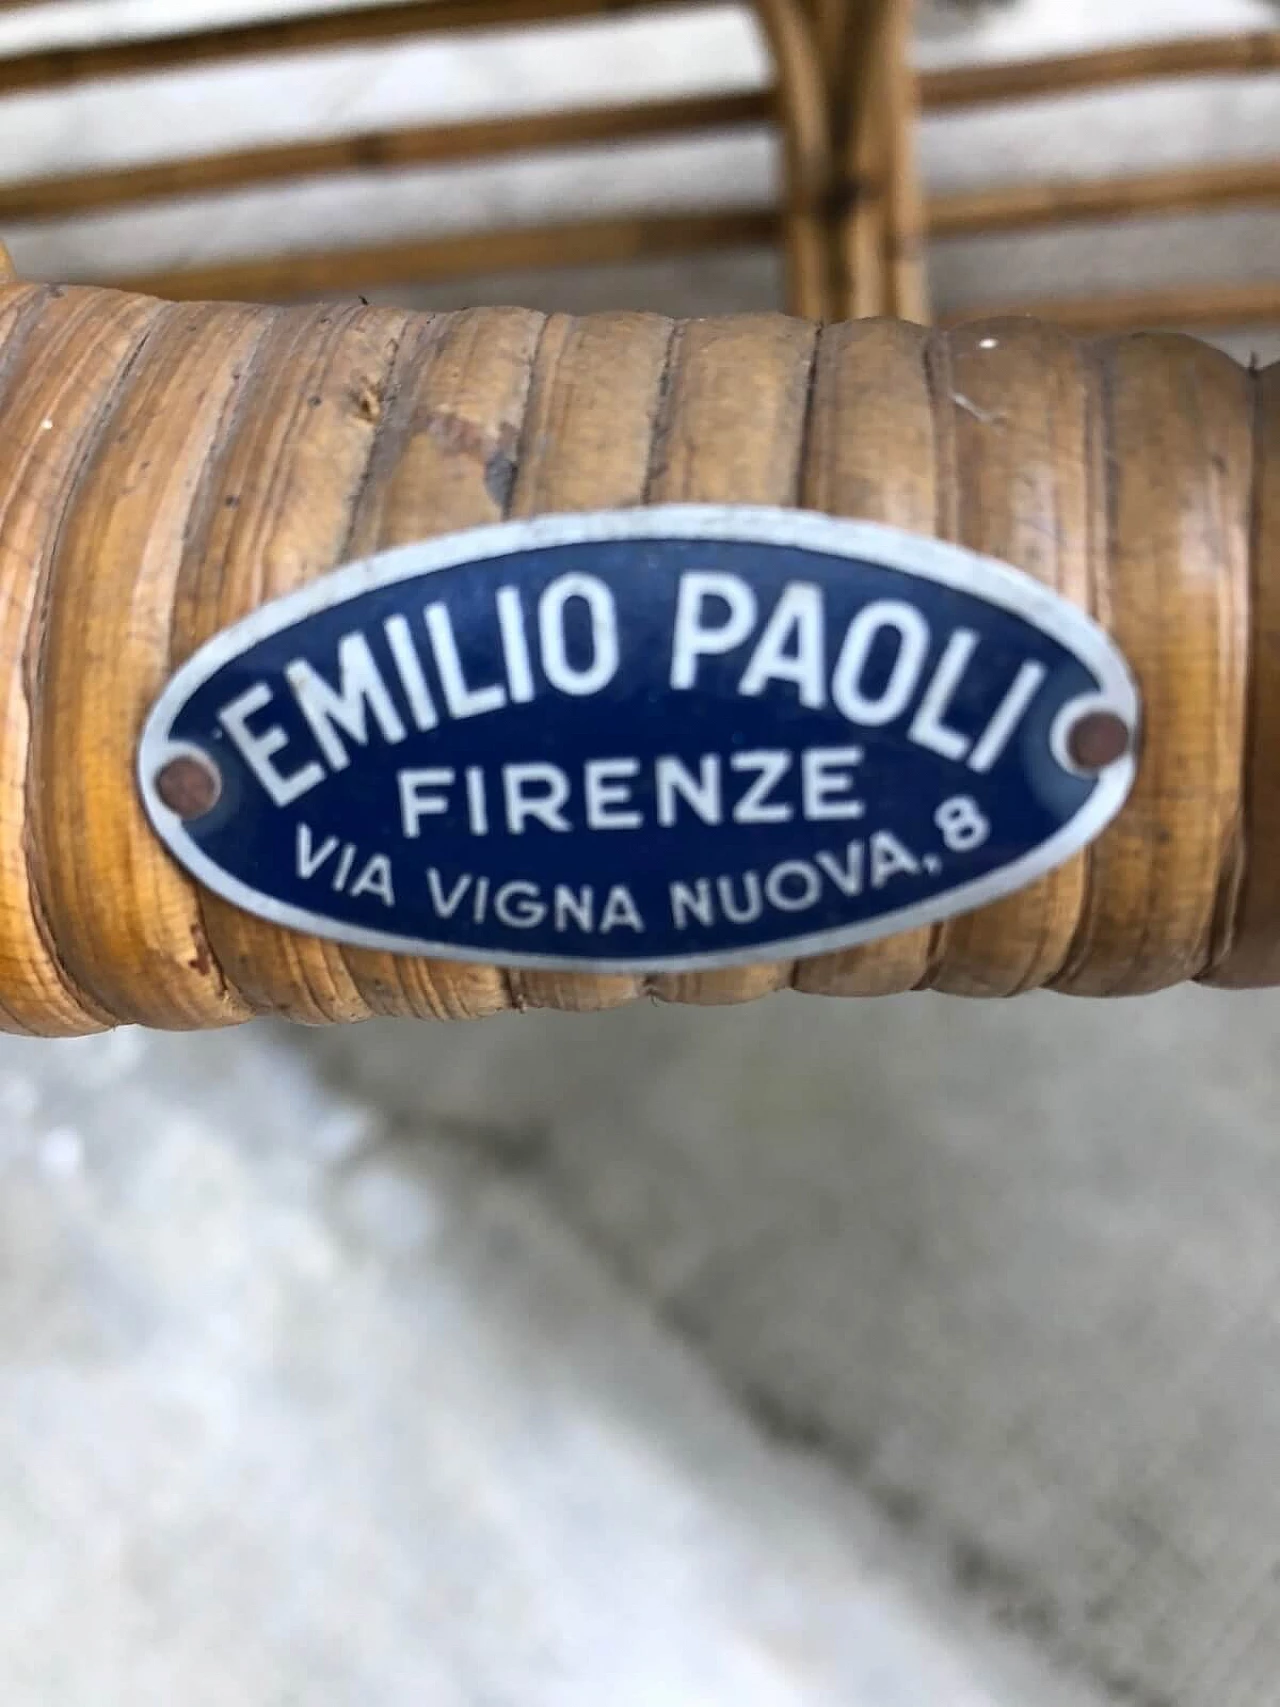 EMILIO PAOLI
FIRENZE
VIA VIGNA NUOVA, 8